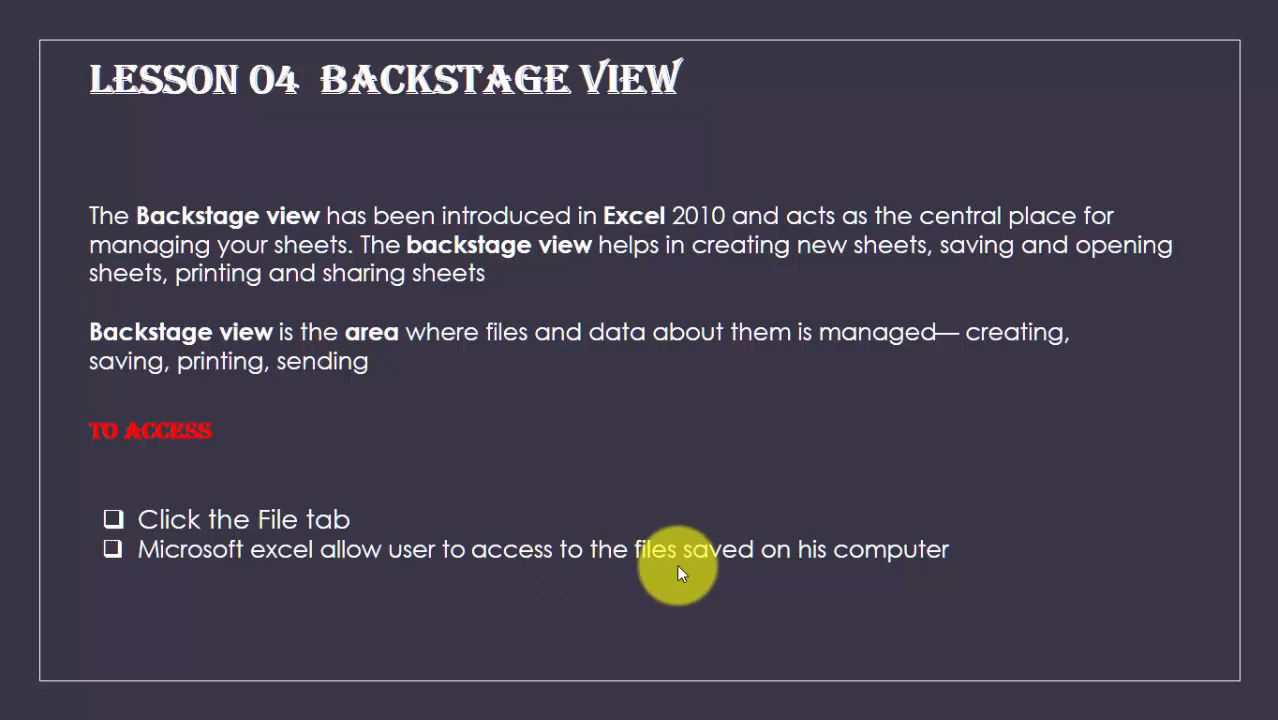 LESSON 04 BACKSTAGE VIEW
The Backstage view has been introduced in Excel 2010 and acts as the central place for
managing your sheets. The backstage view helps in creating new sheets, saving and opening
sheets, printing and sharing sheets
Backstage view is the area where files and data about them is managed— creating,
saving, printing, sending
TO ACCESS
❑ Click the File tab
❑ Microsoft excel allow user to access to the files saved on his computer